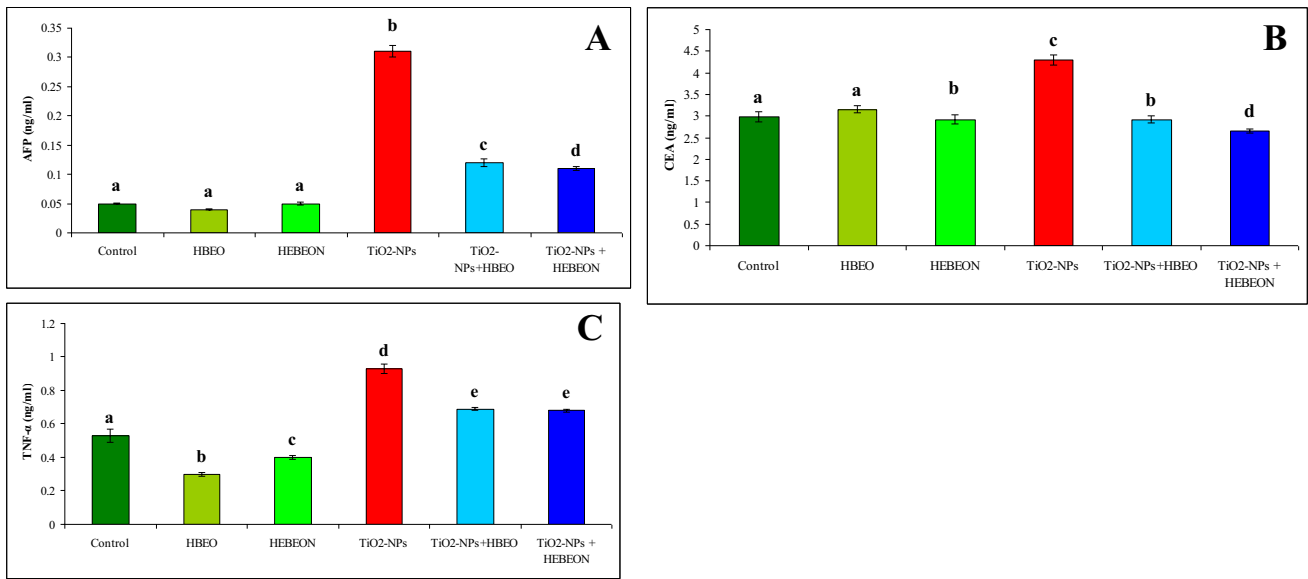 A
AFP (ng/ml)
0.35
0.3
0.25
0.2
0.15
0.1
0.05
0
a
a
a
b
c
d
Control
HBEO
HEBEON
TiO2-NPs
TiO2-
NPs+HBEO
TiO2-NPs +
HEBEON
B
CEA (ng/ml)
5
4.5
4
3.5
3
2.5
2
1.5
1
0.5
0
a
a
b
c
b
d
Control
HBEO
HEBEON
TiO2-NPs
TiO2-NPs+HBEO
TiO2-NPs +
HEBEON
C
TNF-α (ng/ml)
1.2
1
0.8
0.6
0.4
0.2
0
a
b
c
d
e
e
Control
HBEO
HEBEON
TiO2-NPs
TiO2-NPs+HBEO
TiO2-NPs +
HEBEON